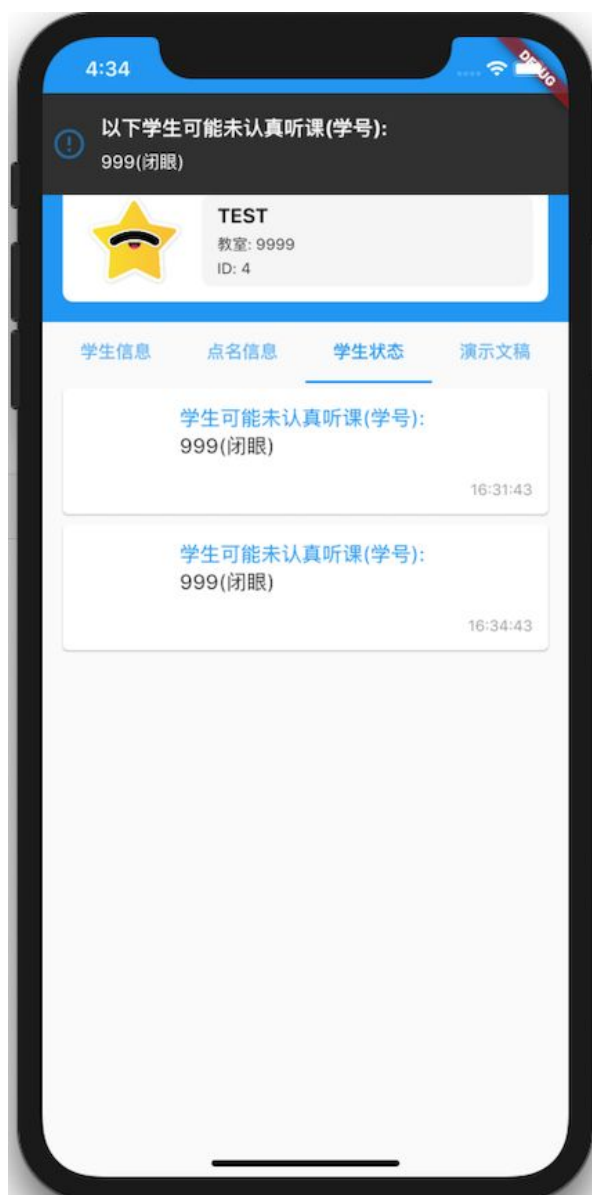 4:34
DEBUG
以下学生可能未认真听课(学号):
999(闭眼)
TEST
教室: 9999
ID: 4
学生信息 点名信息 学生状态 演示文稿
学生可能未认真听课(学号):
999(闭眼)
16:31:43
学生可能未认真听课(学号):
999(闭眼)
16:34:43